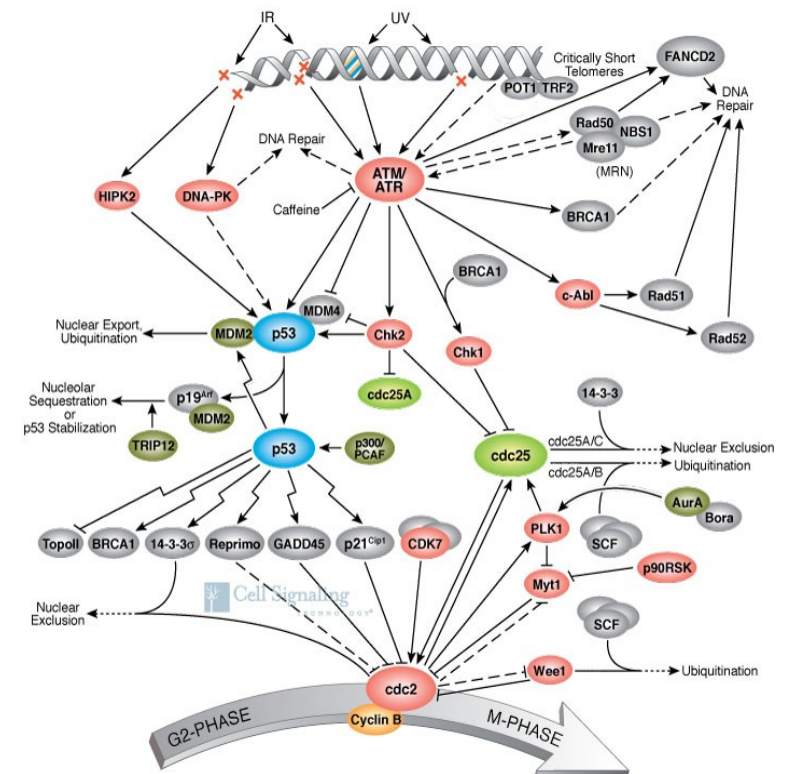 IR
UV
Critically Short
Telomeres
FANCD2
POT1 TRF2
DNA
Repair
Rad50
NBS1
Mre11
(MRN)
DNA Repair
ATM/
ATR
HIPK2
DNA-PK
Caffeine
BRCA1
BRCA1
c-Abl
Rad51
MDM4
Nuclear Export,
Ubiquitination
MDM2
p53
Chk2
Chk1
Rad52
cdc25A
Nucleolar
Sequestration
or
p53 Stabilization
p19Arf
MDM2
TRIP12
14-3-3
p53
p300/
PCAF
cdc25
cdc25A/C
Nuclear Exclusion
cdc25A/B
Ubiquitination
AurA
Bora
PLK1
SCF
TopoII
BRCA1
14-3-3σ
Reprimo
GADD45
p21Cip1
CDK7
Myt1
p90RSK
Cell Signaling
TECHNOLOGY®
Nuclear
Exclusion
SCF
Wee1
Ubiquitination
cdc2
Cyclin B
G2-PHASE
M-PHASE